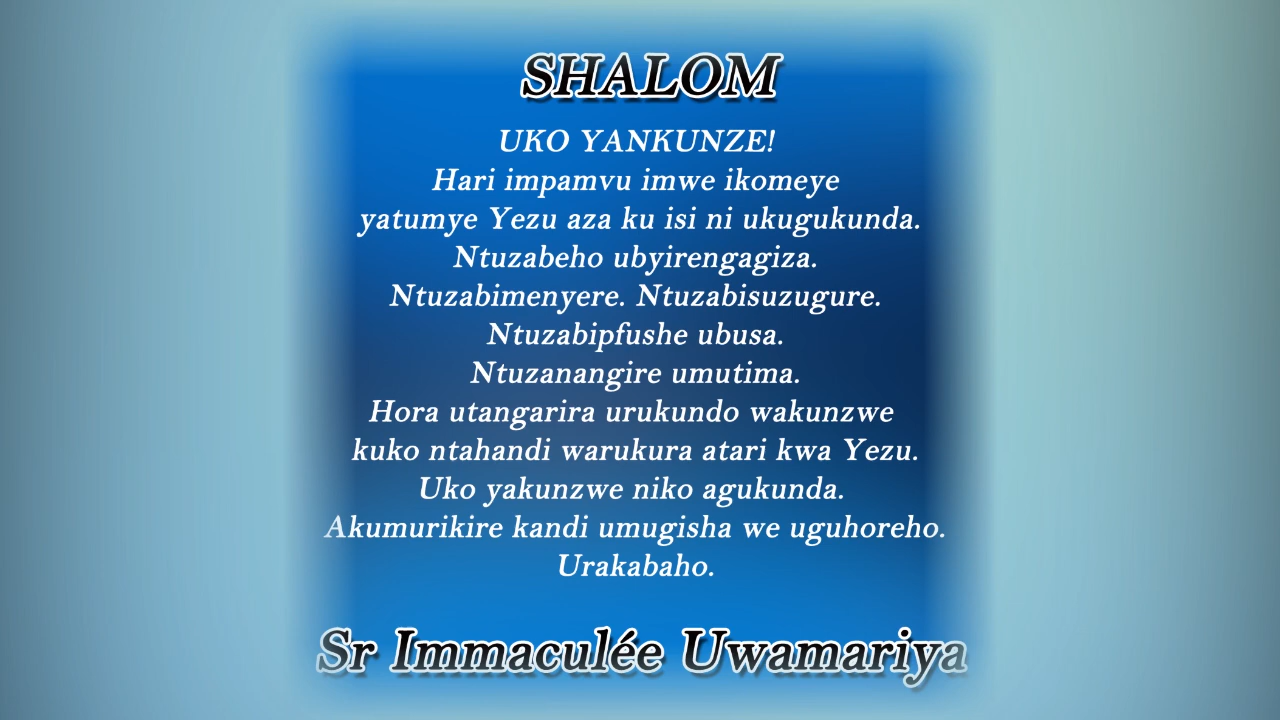 SHALOM
UKO YANKUNZE!
Hari impamvu imwe ikomeye
yatumye Yezu aza ku isi ni ukugukunda.
Ntuzabeho ubyirengagiza.
Ntuzabimenyere. Ntuzabisuzugure.
Ntuzabipfushe ubusa.
Ntuzanangire umutima.
Hora utangarira urukundo wakunzwe
kuko ntahandi warukura atari kwa Yezu.
Uko yakunzwe niko agukunda.
Akumurikire kandi umugisha we uguhoreho.
Urakabaho.
Sr Immaculée Uwamariya